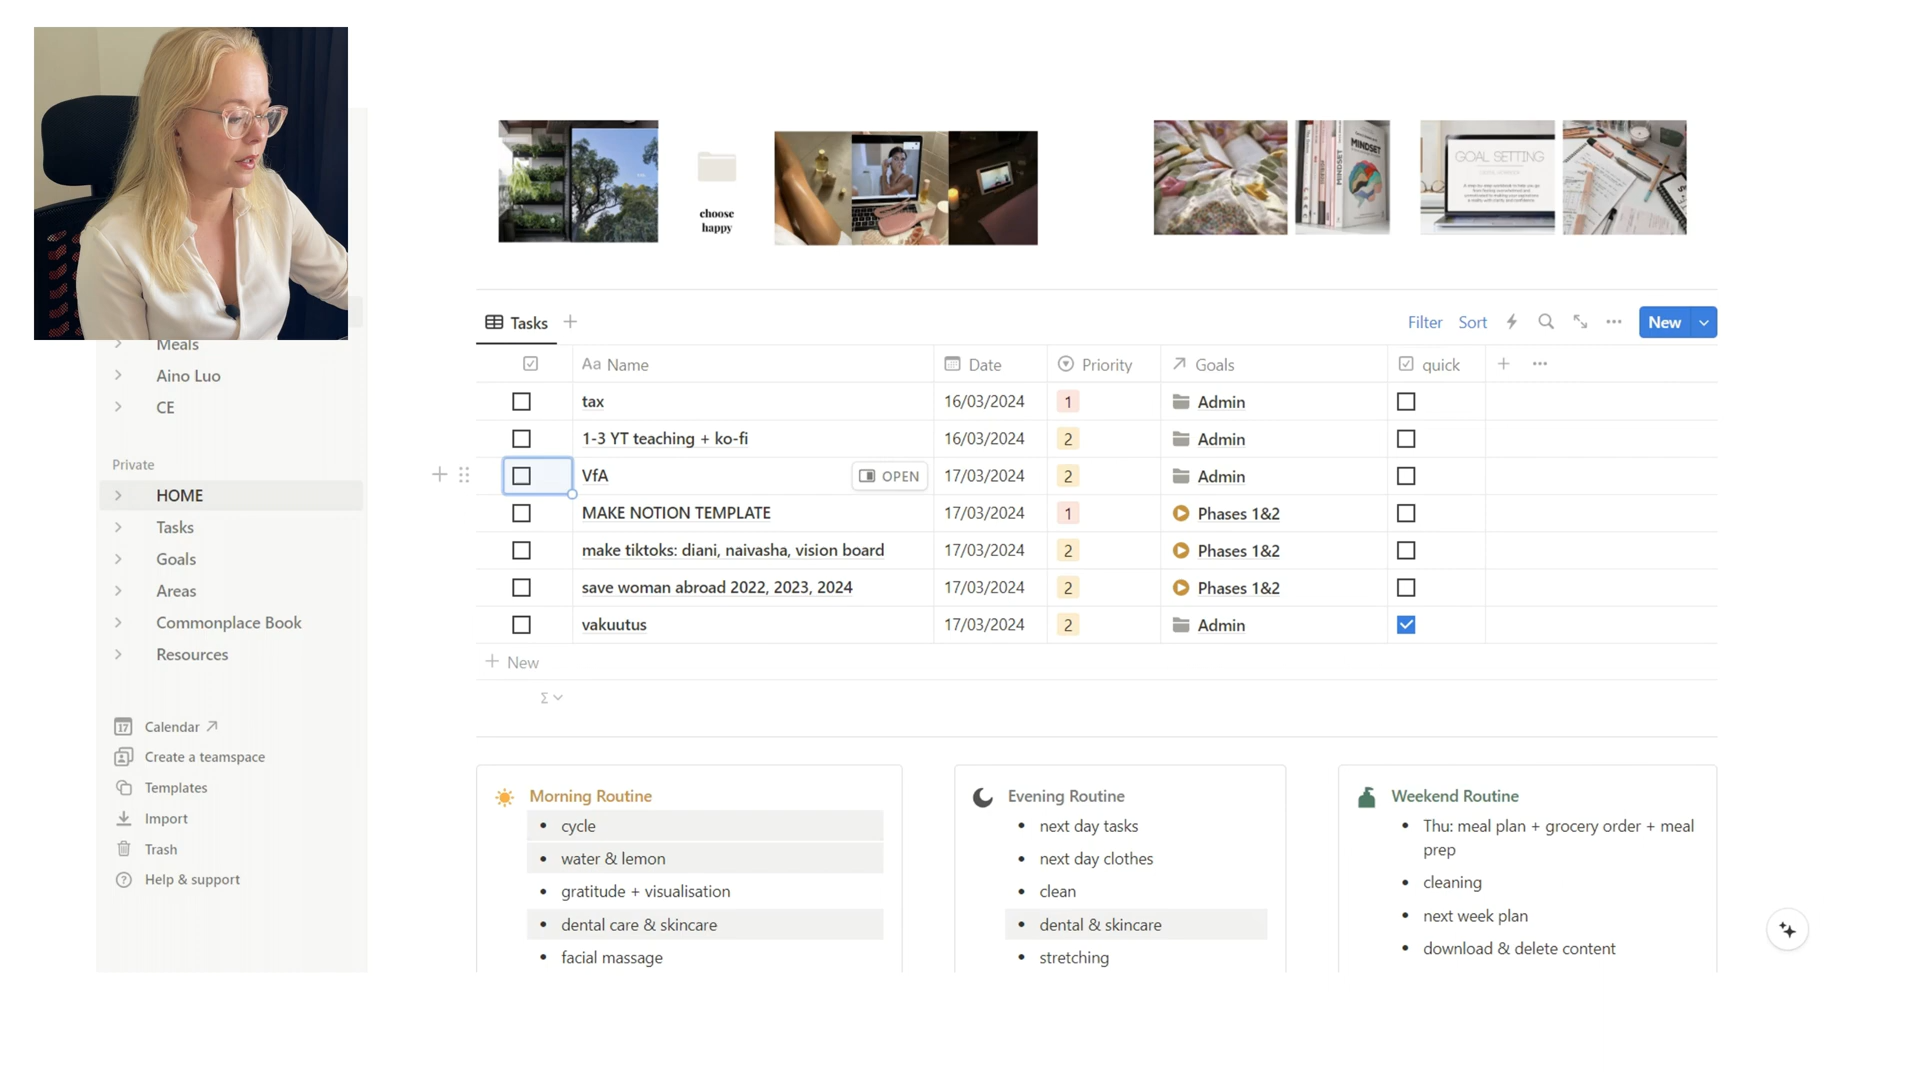 choose
happy
MINDSET
MINDSET
GOAL SETTING
Tasks
Filter Sort New
Aa Name Date Priority Goals quick
tax 16/03/2024 1 Admin
1-3 YT teaching + ko-fi 16/03/2024 2 Admin
VfA OPEN 17/03/2024 2 Admin
MAKE NOTION TEMPLATE 17/03/2024 1 Phases 1&2
make tiktoks: diani, naivasha, vision board 17/03/2024 2 Phases 1&2
save woman abroad 2022, 2023, 2024 17/03/2024 2 Phases 1&2
vakuutus 17/03/2024 2 Admin
New
Meals
Aino Luo
CE
Private
HOME
Tasks
Goals
Areas
Commonplace Book
Resources
17 Calendar
Create a teamspace
Templates
Import
Trash
Help & support
Morning Routine
cycle
water & lemon
gratitude + visualisation
dental care & skincare
facial massage
Evening Routine
next day tasks
next day clothes
clean
dental & skincare
stretching
Weekend Routine
Thu: meal plan + grocery order + meal
prep
cleaning
next week plan
download & delete content